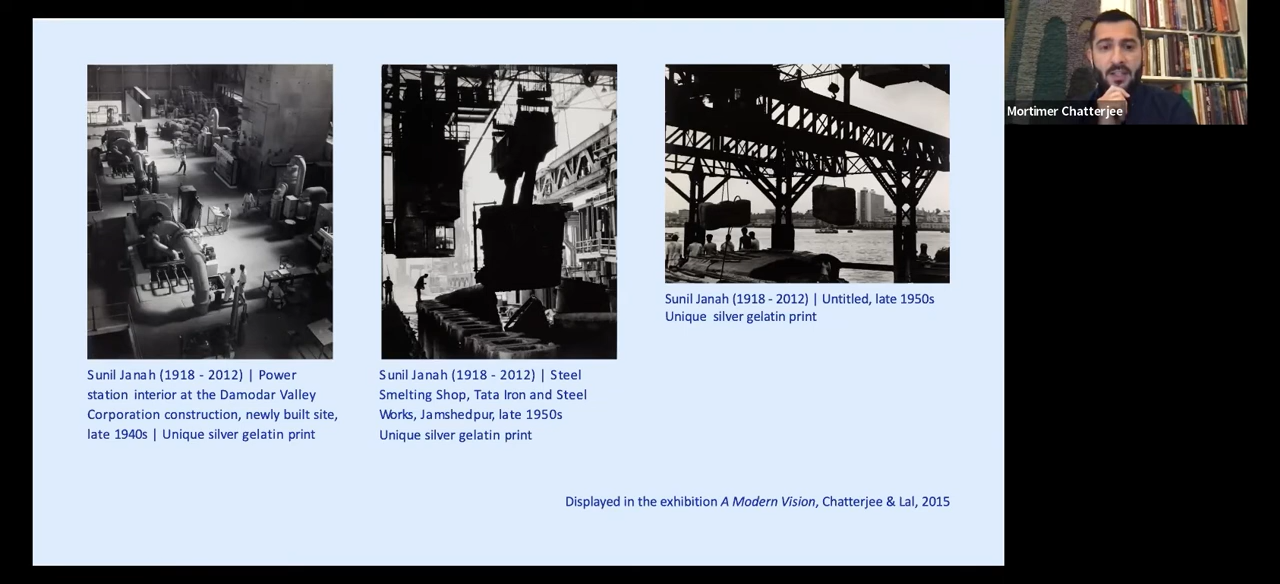 Mortimer Chatterjee
Sunil Janah (1918 - 2012) | Power
station interior at the Damodar Valley
Corporation construction, newly built site,
late 1940s | Unique silver gelatin print
Sunil Janah (1918 - 2012) | Steel
Smelting Shop, Tata Iron and Steel
Works, Jamshedpur, late 1950s
Unique silver gelatin print
Sunil Janah (1918 - 2012) | Untitled, late 1950s
Unique silver gelatin print
Displayed in the exhibition A Modern Vision, Chatterjee & Lal, 2015